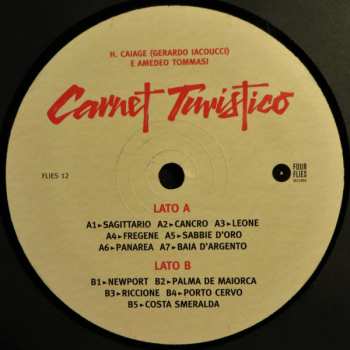 H. CAIAGE (GERARDO IACOUCCI)
E AMEDEO TOMMASI
Carnet Turistico
FLIES 12
FOUR
FLIES
RECORDS
LATO A
A1▸SAGITTARIO A2▸CANCRO A3▸LEONE
A4▸FREGENE A5▸SABBIE D'ORO
A6▸PANAREA A7▸BAIA D'ARGENTO
LATO B
B1▸NEWPORT B2▸PALMA DE MAIORCA
B3▸RICCIONE B4▸PORTO CERVO
B5▸COSTA SMERALDA